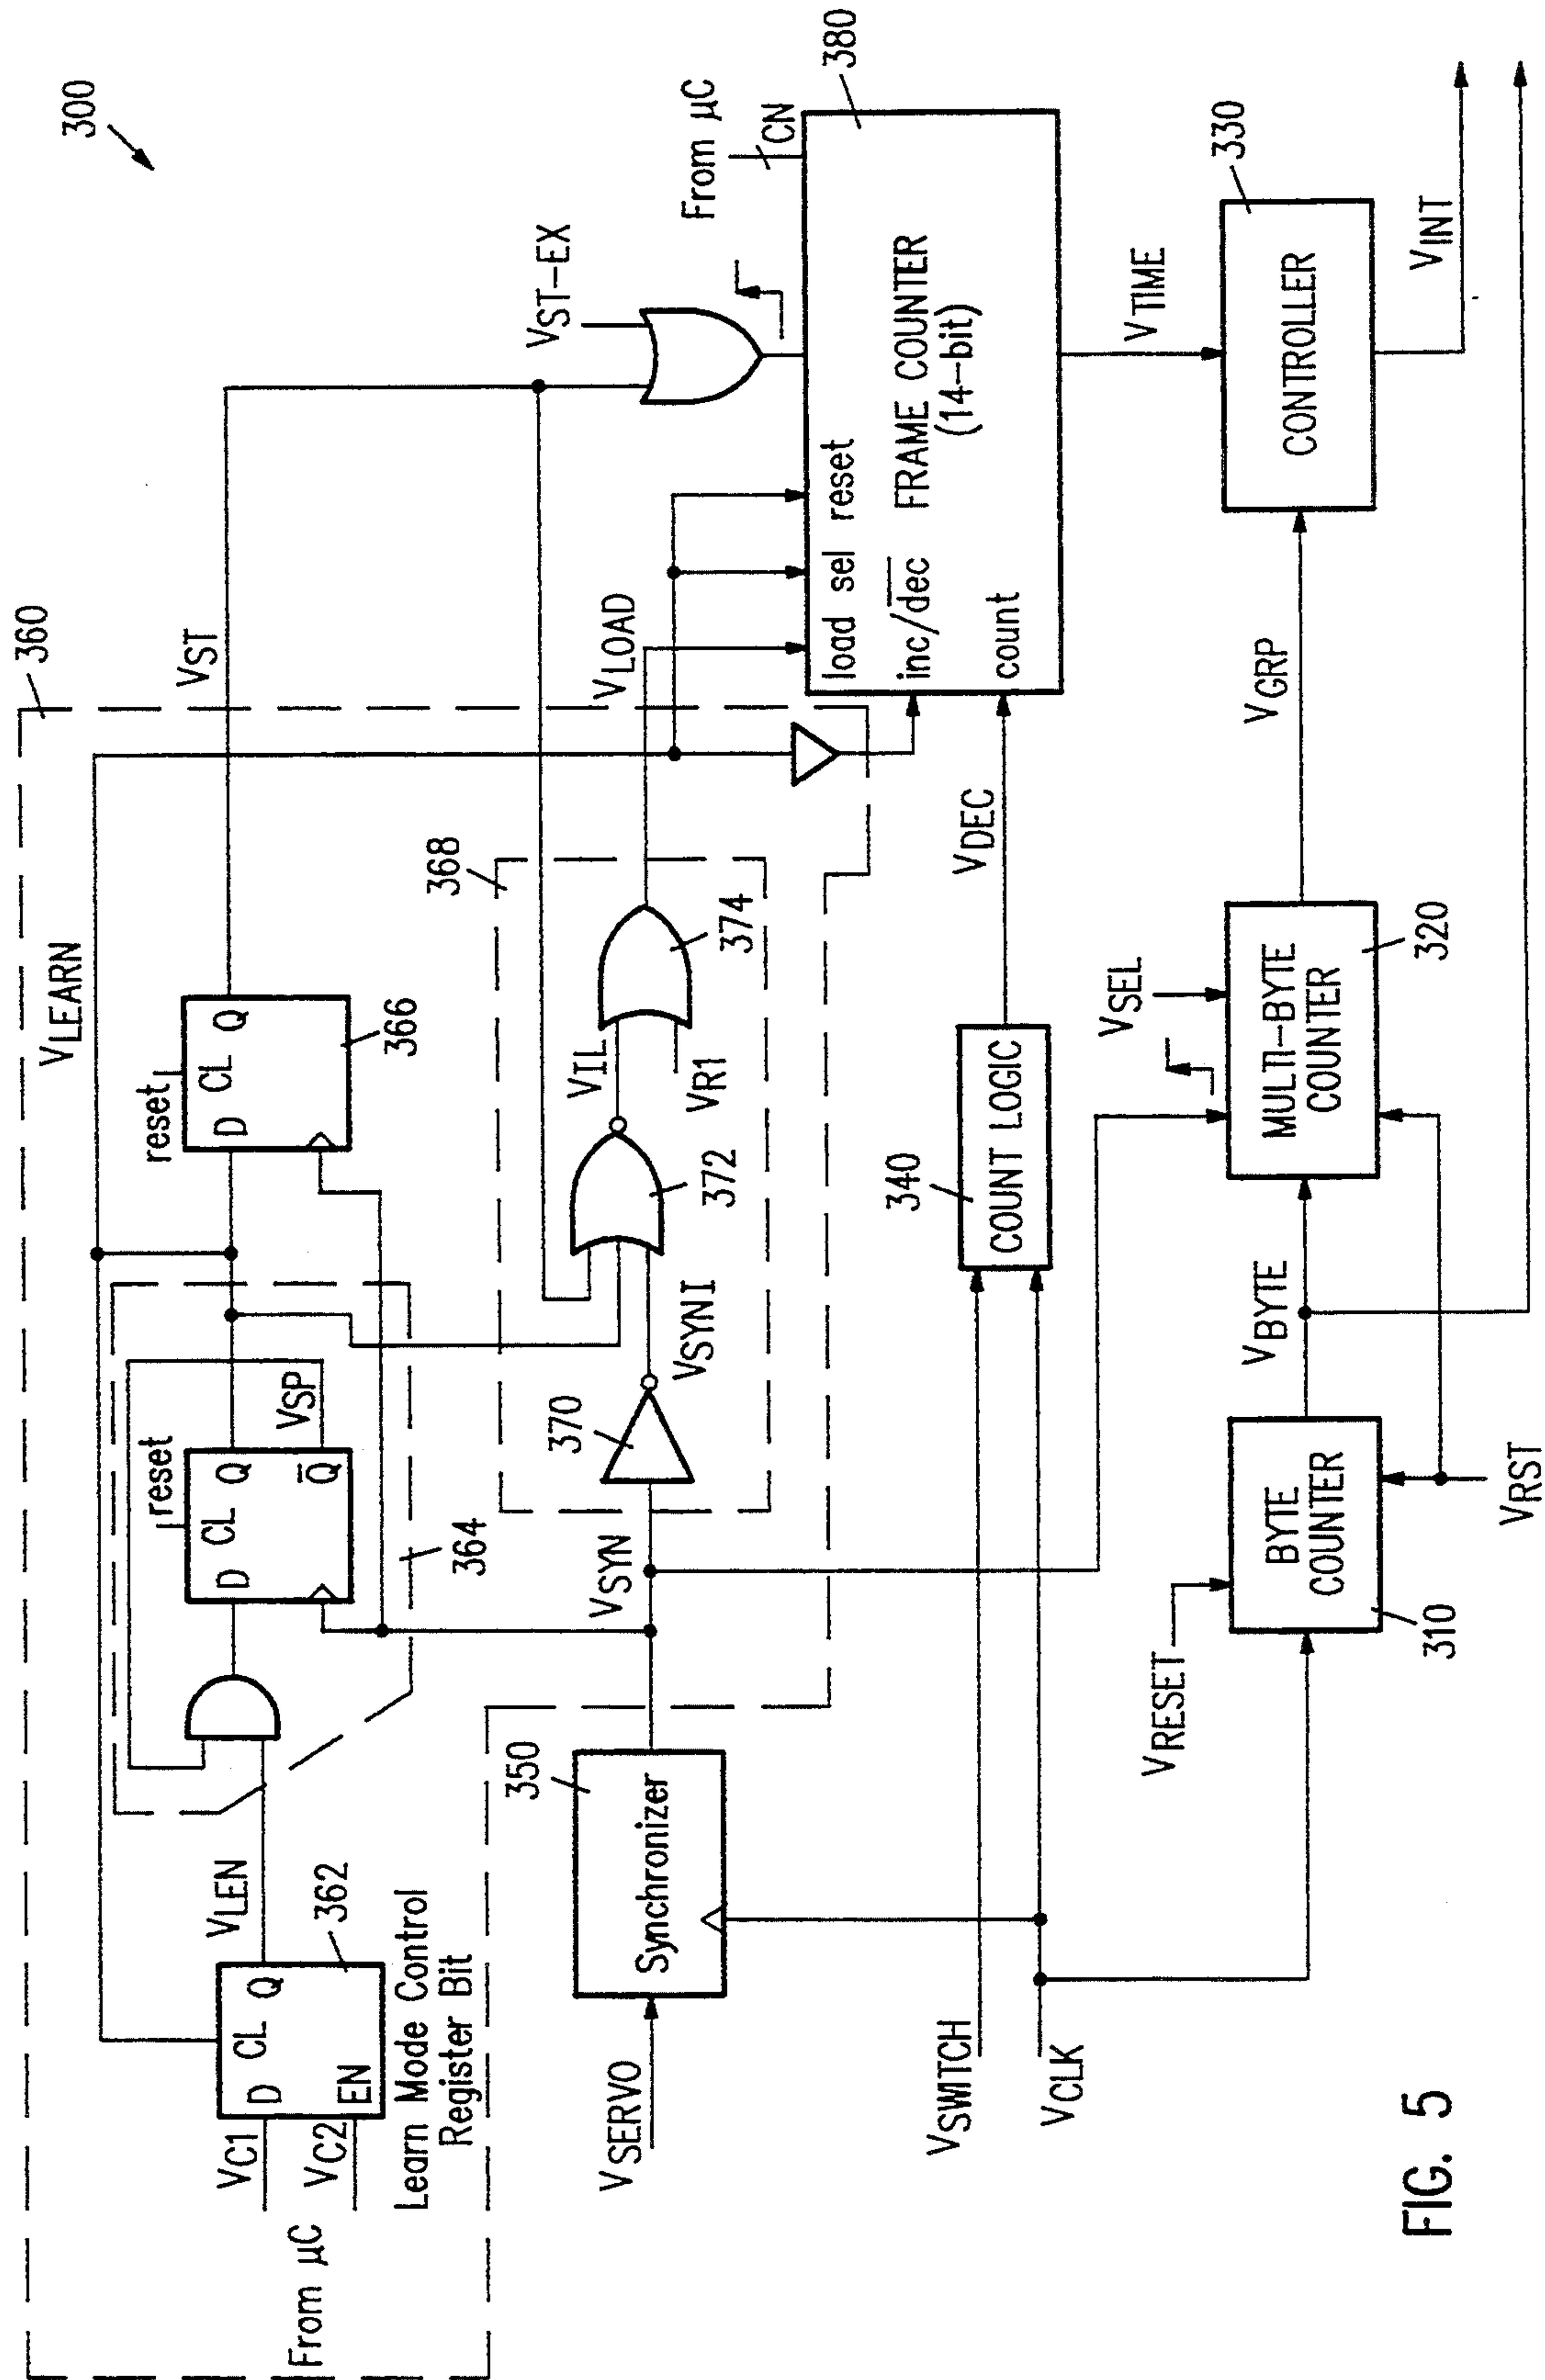 300
360
From µC
VC1
VC2
D
CL
Q
EN
362
Learn Mode Control
Register Bit
VLEN
364
reset
D
CL
Q
Q̅
VSP
VLEARN
reset
D
CL
Q
366
VST
VSERVO
350
Synchronizer
VSYN
368
370
VSYNI
372
VIL
VR1
374
VLOAD
VST-EX
From µC
CN
380
load sel reset
inc/d̅e̅c̅ FRAME COUNTER
(14-bit)
count
VSWITCH
VCLK
340
COUNT LOGIC
VDEC
VTIME
VRESET
BYTE
COUNTER
310
VRST
VBYTE
VSEL
MULTI-BYTE
COUNTER
320
VGRP
CONTROLLER
330
VINT
FIG. 5